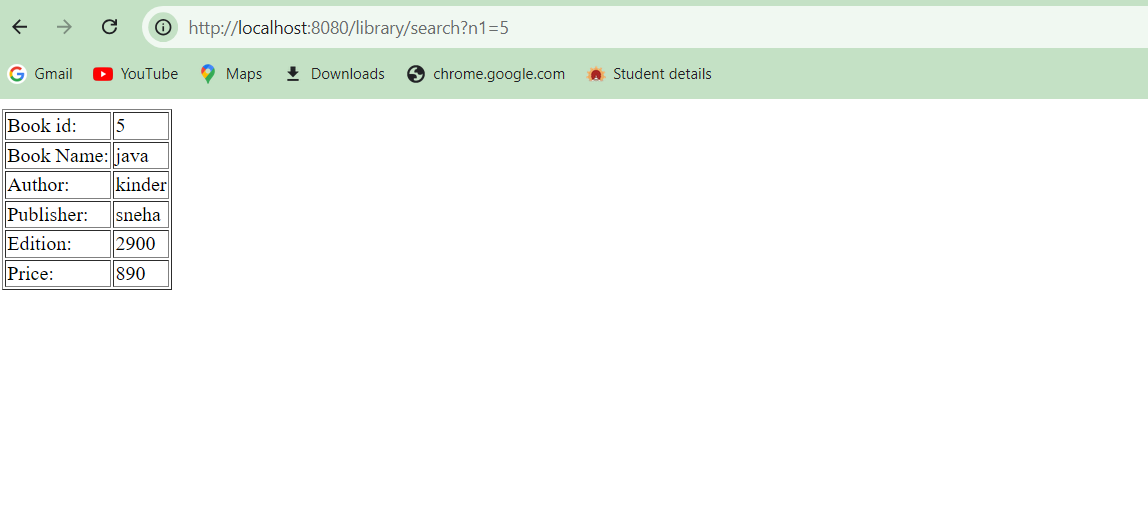 http://localhost:8080/library/search?n1=5
Gmail YouTube Maps Downloads chrome.google.com Student details
Book id: 5
Book Name: java
Author: kinder
Publisher: sneha
Edition: 2900
Price: 890